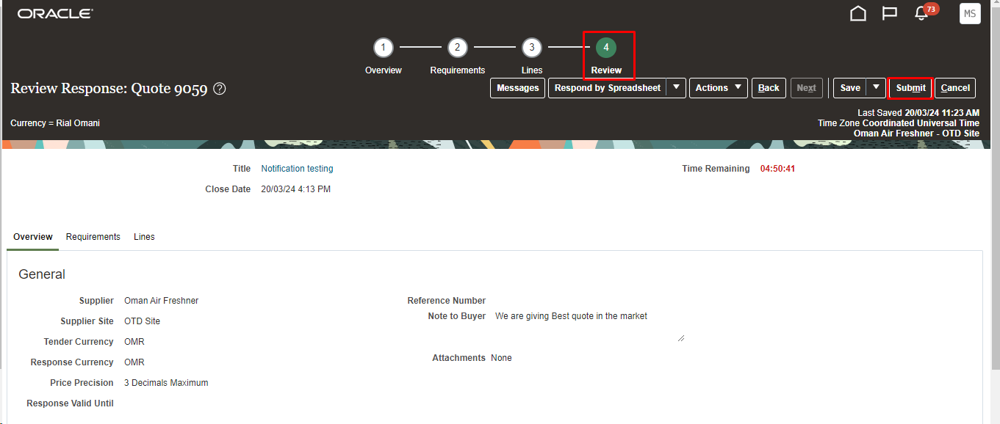 ORACLE
73
MS
1 2 3 4
Overview Requirements Lines Review
Review Response: Quote 9059 ?
Messages Respond by Spreadsheet Actions Back Next Save Submit Cancel
Currency = Rial Omani
Last Saved 20/03/24 11:23 AM
Time Zone Coordinated Universal Time
Oman Air Freshner - OTD Site
Title Notification testing
Time Remaining 04:50:41
Close Date 20/03/24 4:13 PM
Overview Requirements Lines
General
Supplier Oman Air Freshner
Supplier Site OTD Site
Tender Currency OMR
Response Currency OMR
Price Precision 3 Decimals Maximum
Response Valid Until
Reference Number
Note to Buyer We are giving Best quote in the market
Attachments None